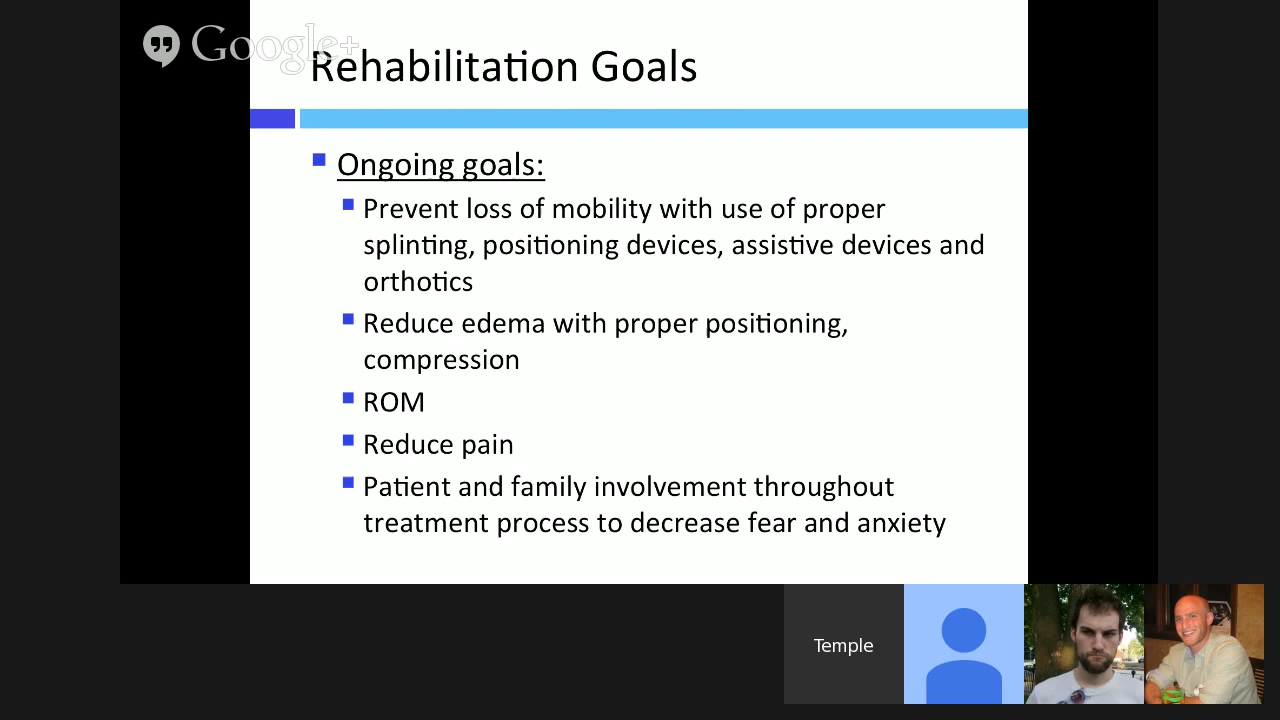 Google+
Rehabilitation Goals
Ongoing goals:
Prevent loss of mobility with use of proper
splinting, positioning devices, assistive devices and
orthotics
Reduce edema with proper positioning,
compression
ROM
Reduce pain
Patient and family involvement throughout
treatment process to decrease fear and anxiety
Temple